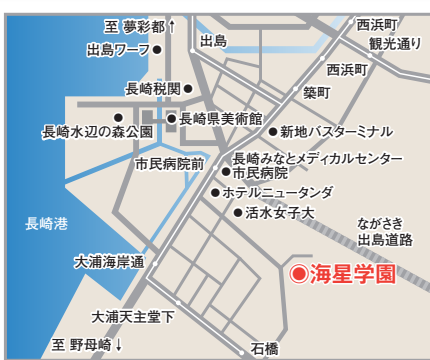 至 夢彩都↑
出島ワーフ
出島
西浜町
観光通り
西浜町
長崎税関
築町
長崎県美術館
長崎水辺の森公園
新地バスターミナル
市民病院前
長崎みなとメディカルセンター
市民病院
ホテルニュータンダ
活水女子大
長崎港
ながさき
出島道路
大浦海岸通
海星学園
大浦天主堂下
至 野母崎↓
石橋